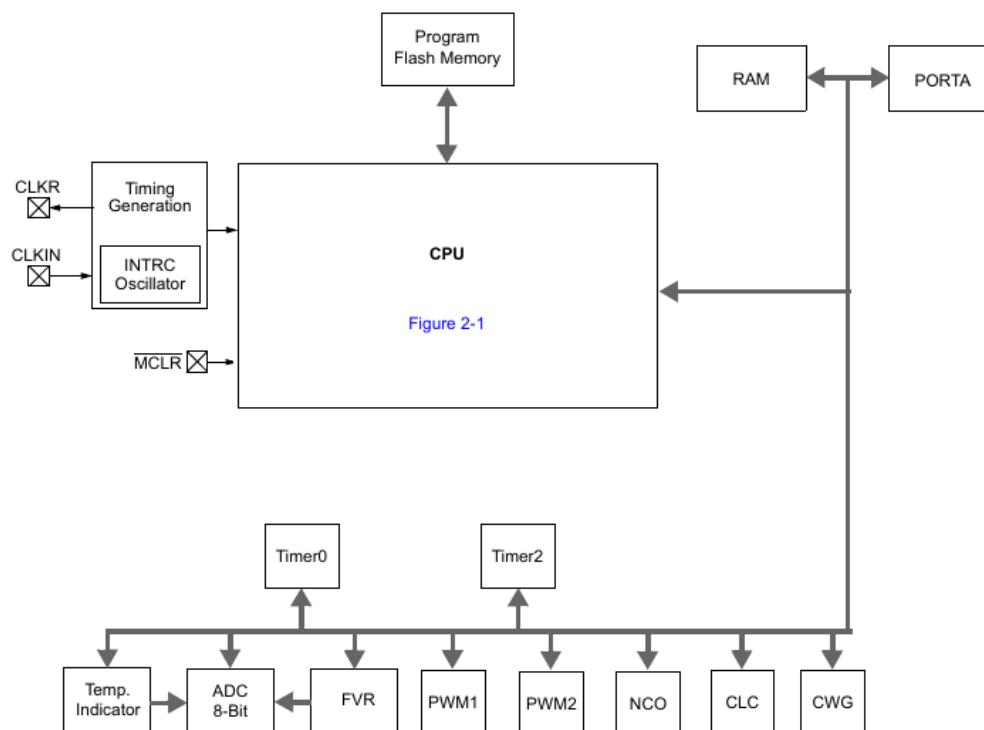 Program
Flash Memory
RAM
PORTA
CLKR
Timing
Generation
CLKIN
INTRC
Oscillator
CPU
Figure 2-1
MCLR
Timer0
Timer2
Temp.
Indicator
ADC
8-Bit
FVR
PWM1
PWM2
NCO
CLC
CWG